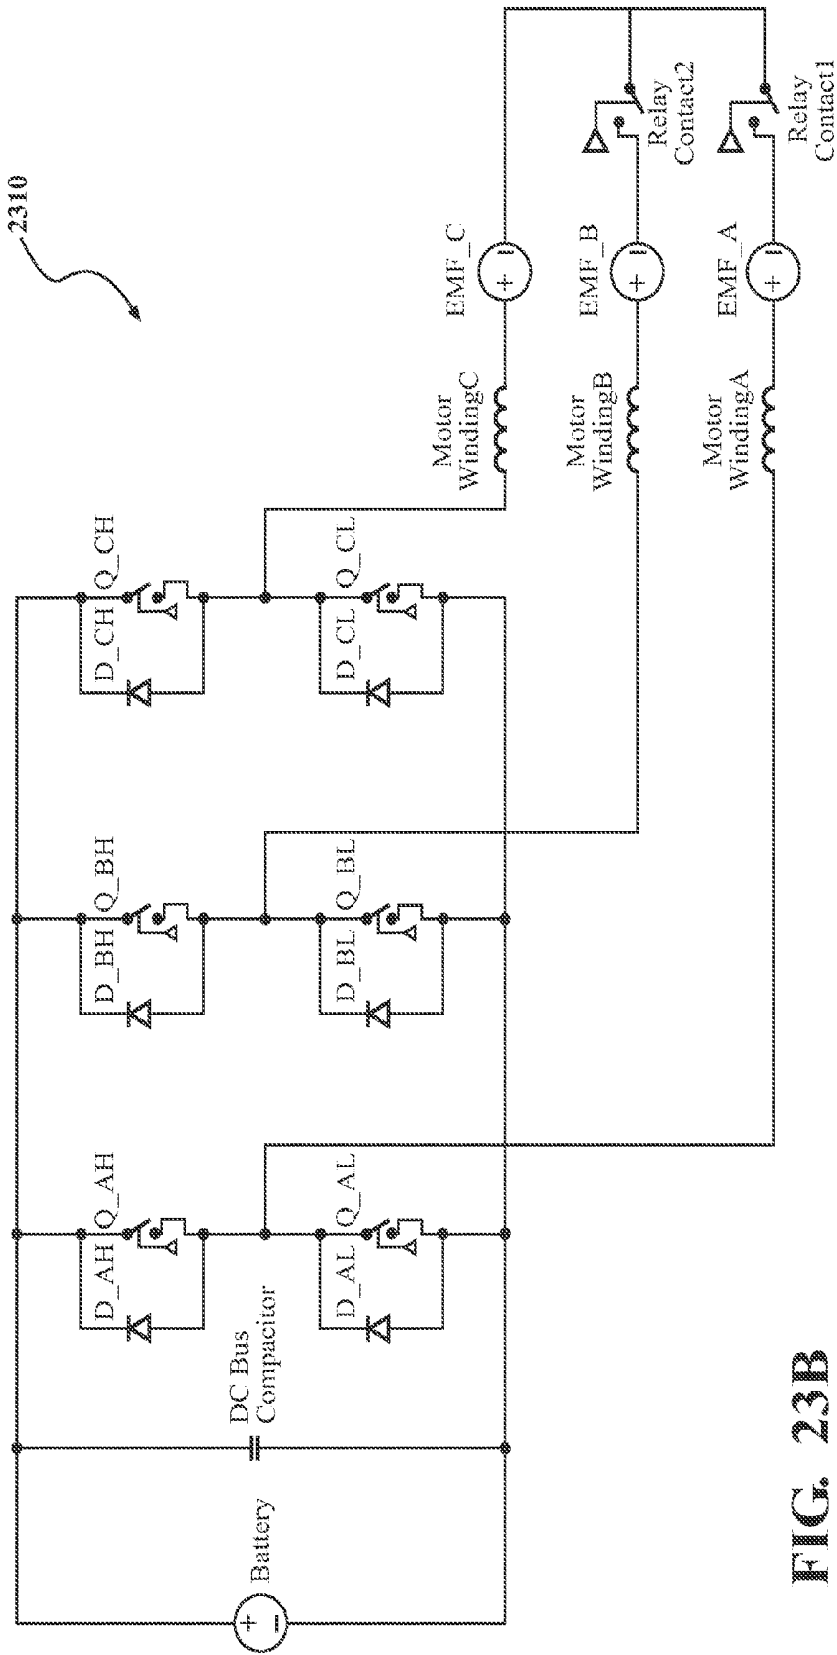 2310
Battery
DC Bus
Compacitor
D_AH
Q_AH
D_AL
Q_AL
D_BH
Q_BH
D_BL
Q_BL
D_CH
Q_CH
D_CL
Q_CL
Motor
WindingC
EMF_C
Motor
WindingB
EMF_B
Relay
Contact2
Motor
WindingA
EMF_A
Relay
Contact1
FIG. 23B